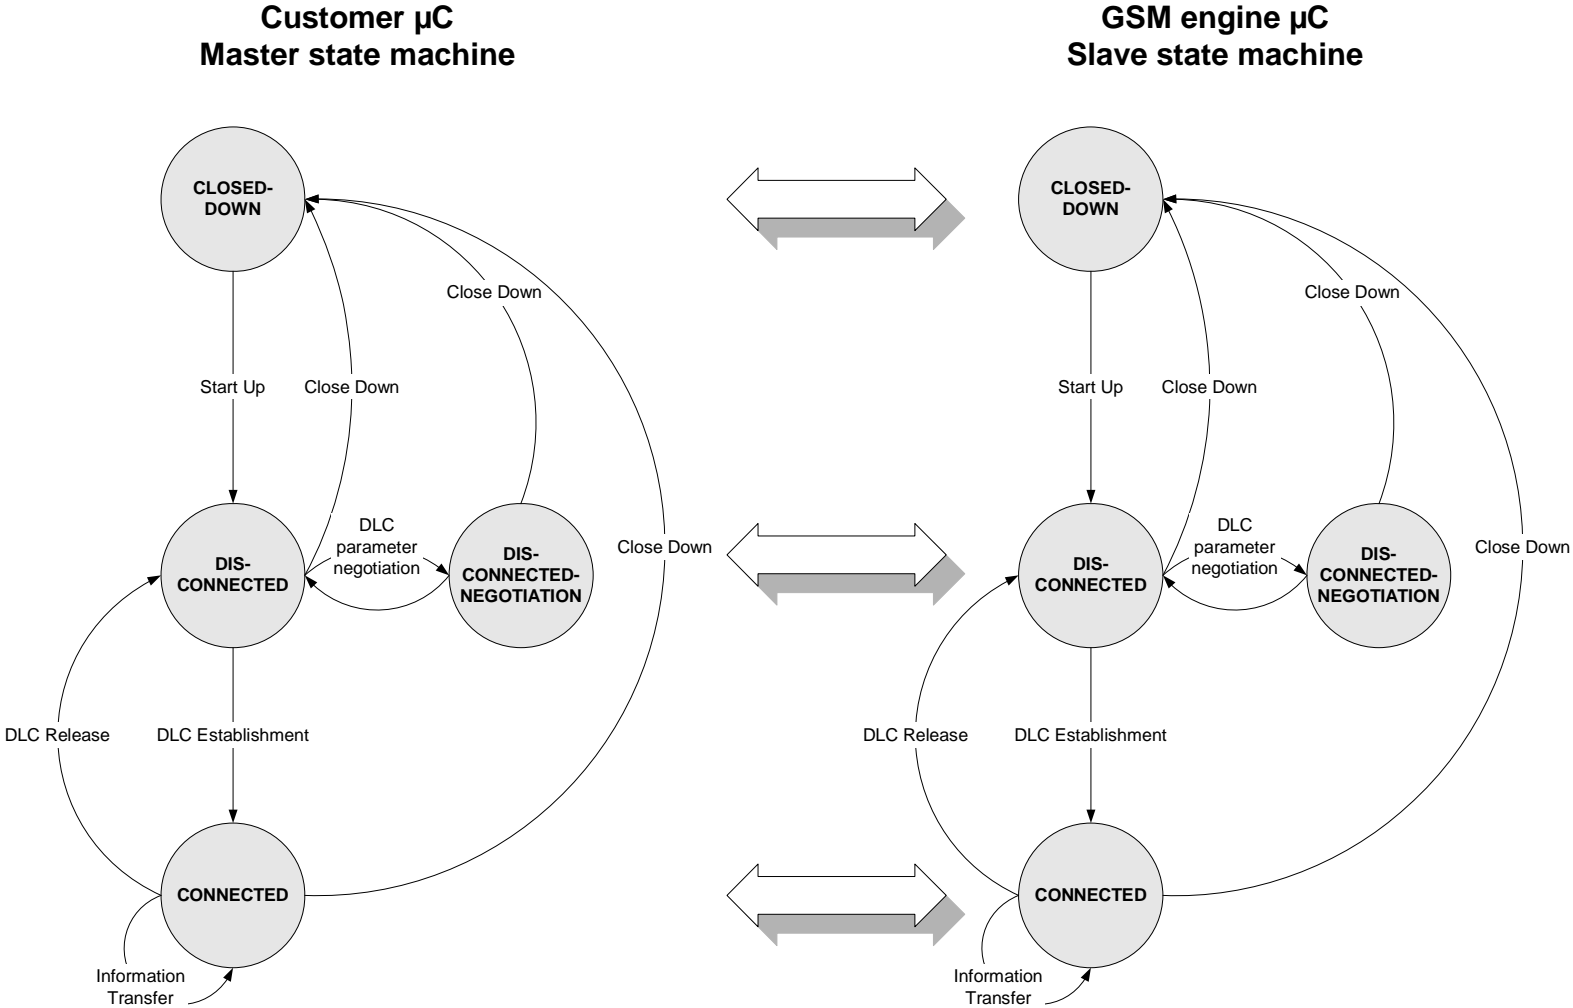 Customer µC
Master state machine
CLOSED-
DOWN
Close Down
Start Up
Close Down
DLC
parameter
negotiation
DIS-
CONNECTED
DIS-
CONNECTED-
NEGOTIATION
Close Down
DLC Release
DLC Establishment
CONNECTED
Information
Transfer
GSM engine µC
Slave state machine
CLOSED-
DOWN
Close Down
Start Up
Close Down
DLC
parameter
negotiation
DIS-
CONNECTED
DIS-
CONNECTED-
NEGOTIATION
Close Down
DLC Release
DLC Establishment
CONNECTED
Information
Transfer